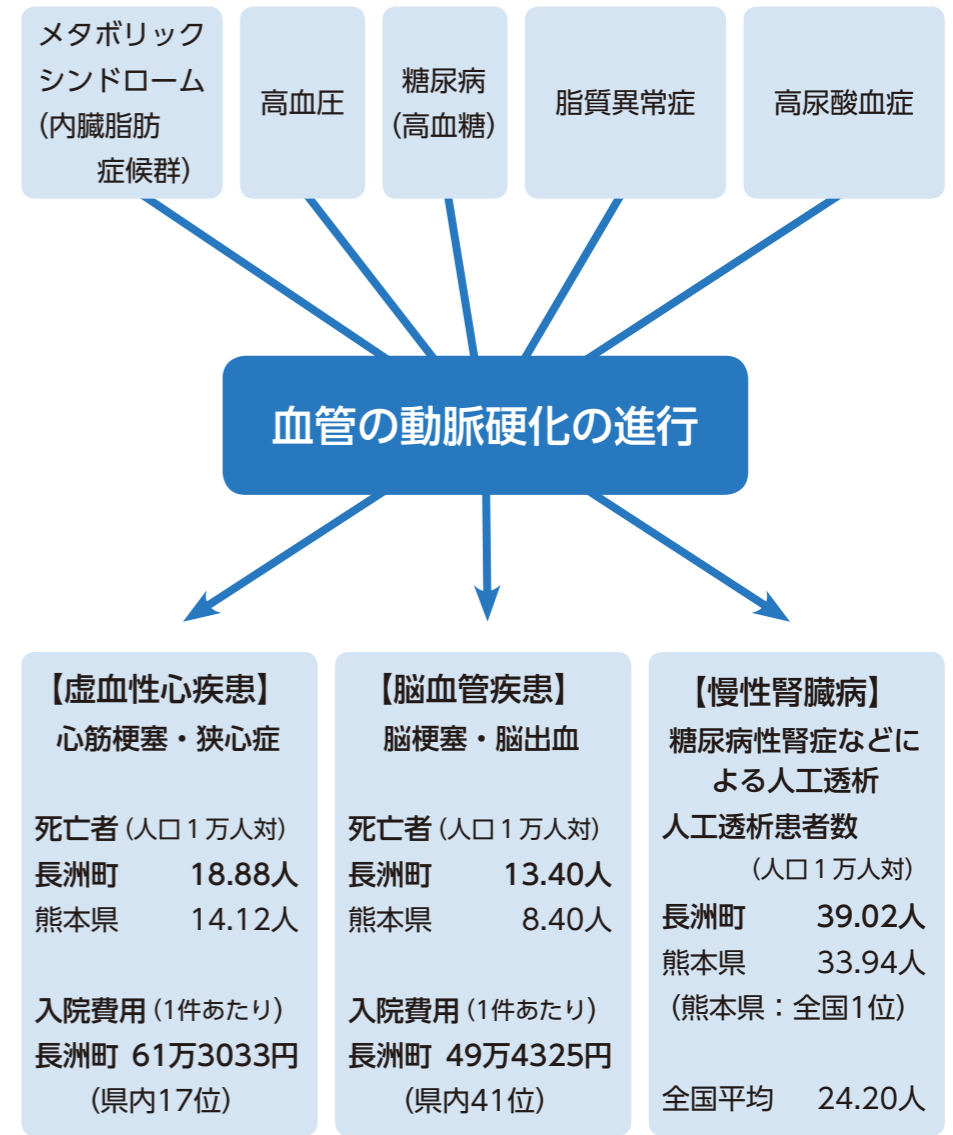 メタボリック
シンドローム
(内臓脂肪
症候群)
高血圧
糖尿病
(高血糖)
脂質異常症
高尿酸血症
血管の動脈硬化の進行
【虚血性心疾患】
心筋梗塞・狭心症
死亡者(人口1万人対)
長洲町 18.88人
熊本県 14.12人
入院費用(1件あたり)
長洲町 61万3033円
(県内17位)
【脳血管疾患】
脳梗塞・脳出血
死亡者(人口1万人対)
長洲町 13.40人
熊本県 8.40人
入院費用(1件あたり)
長洲町 49万4325円
(県内41位)
【慢性腎臓病】
糖尿病性腎症などに
よる人工透析
人工透析患者数
(人口1万人対)
長洲町 39.02人
熊本県 33.94人
(熊本県：全国1位)
全国平均 24.20人